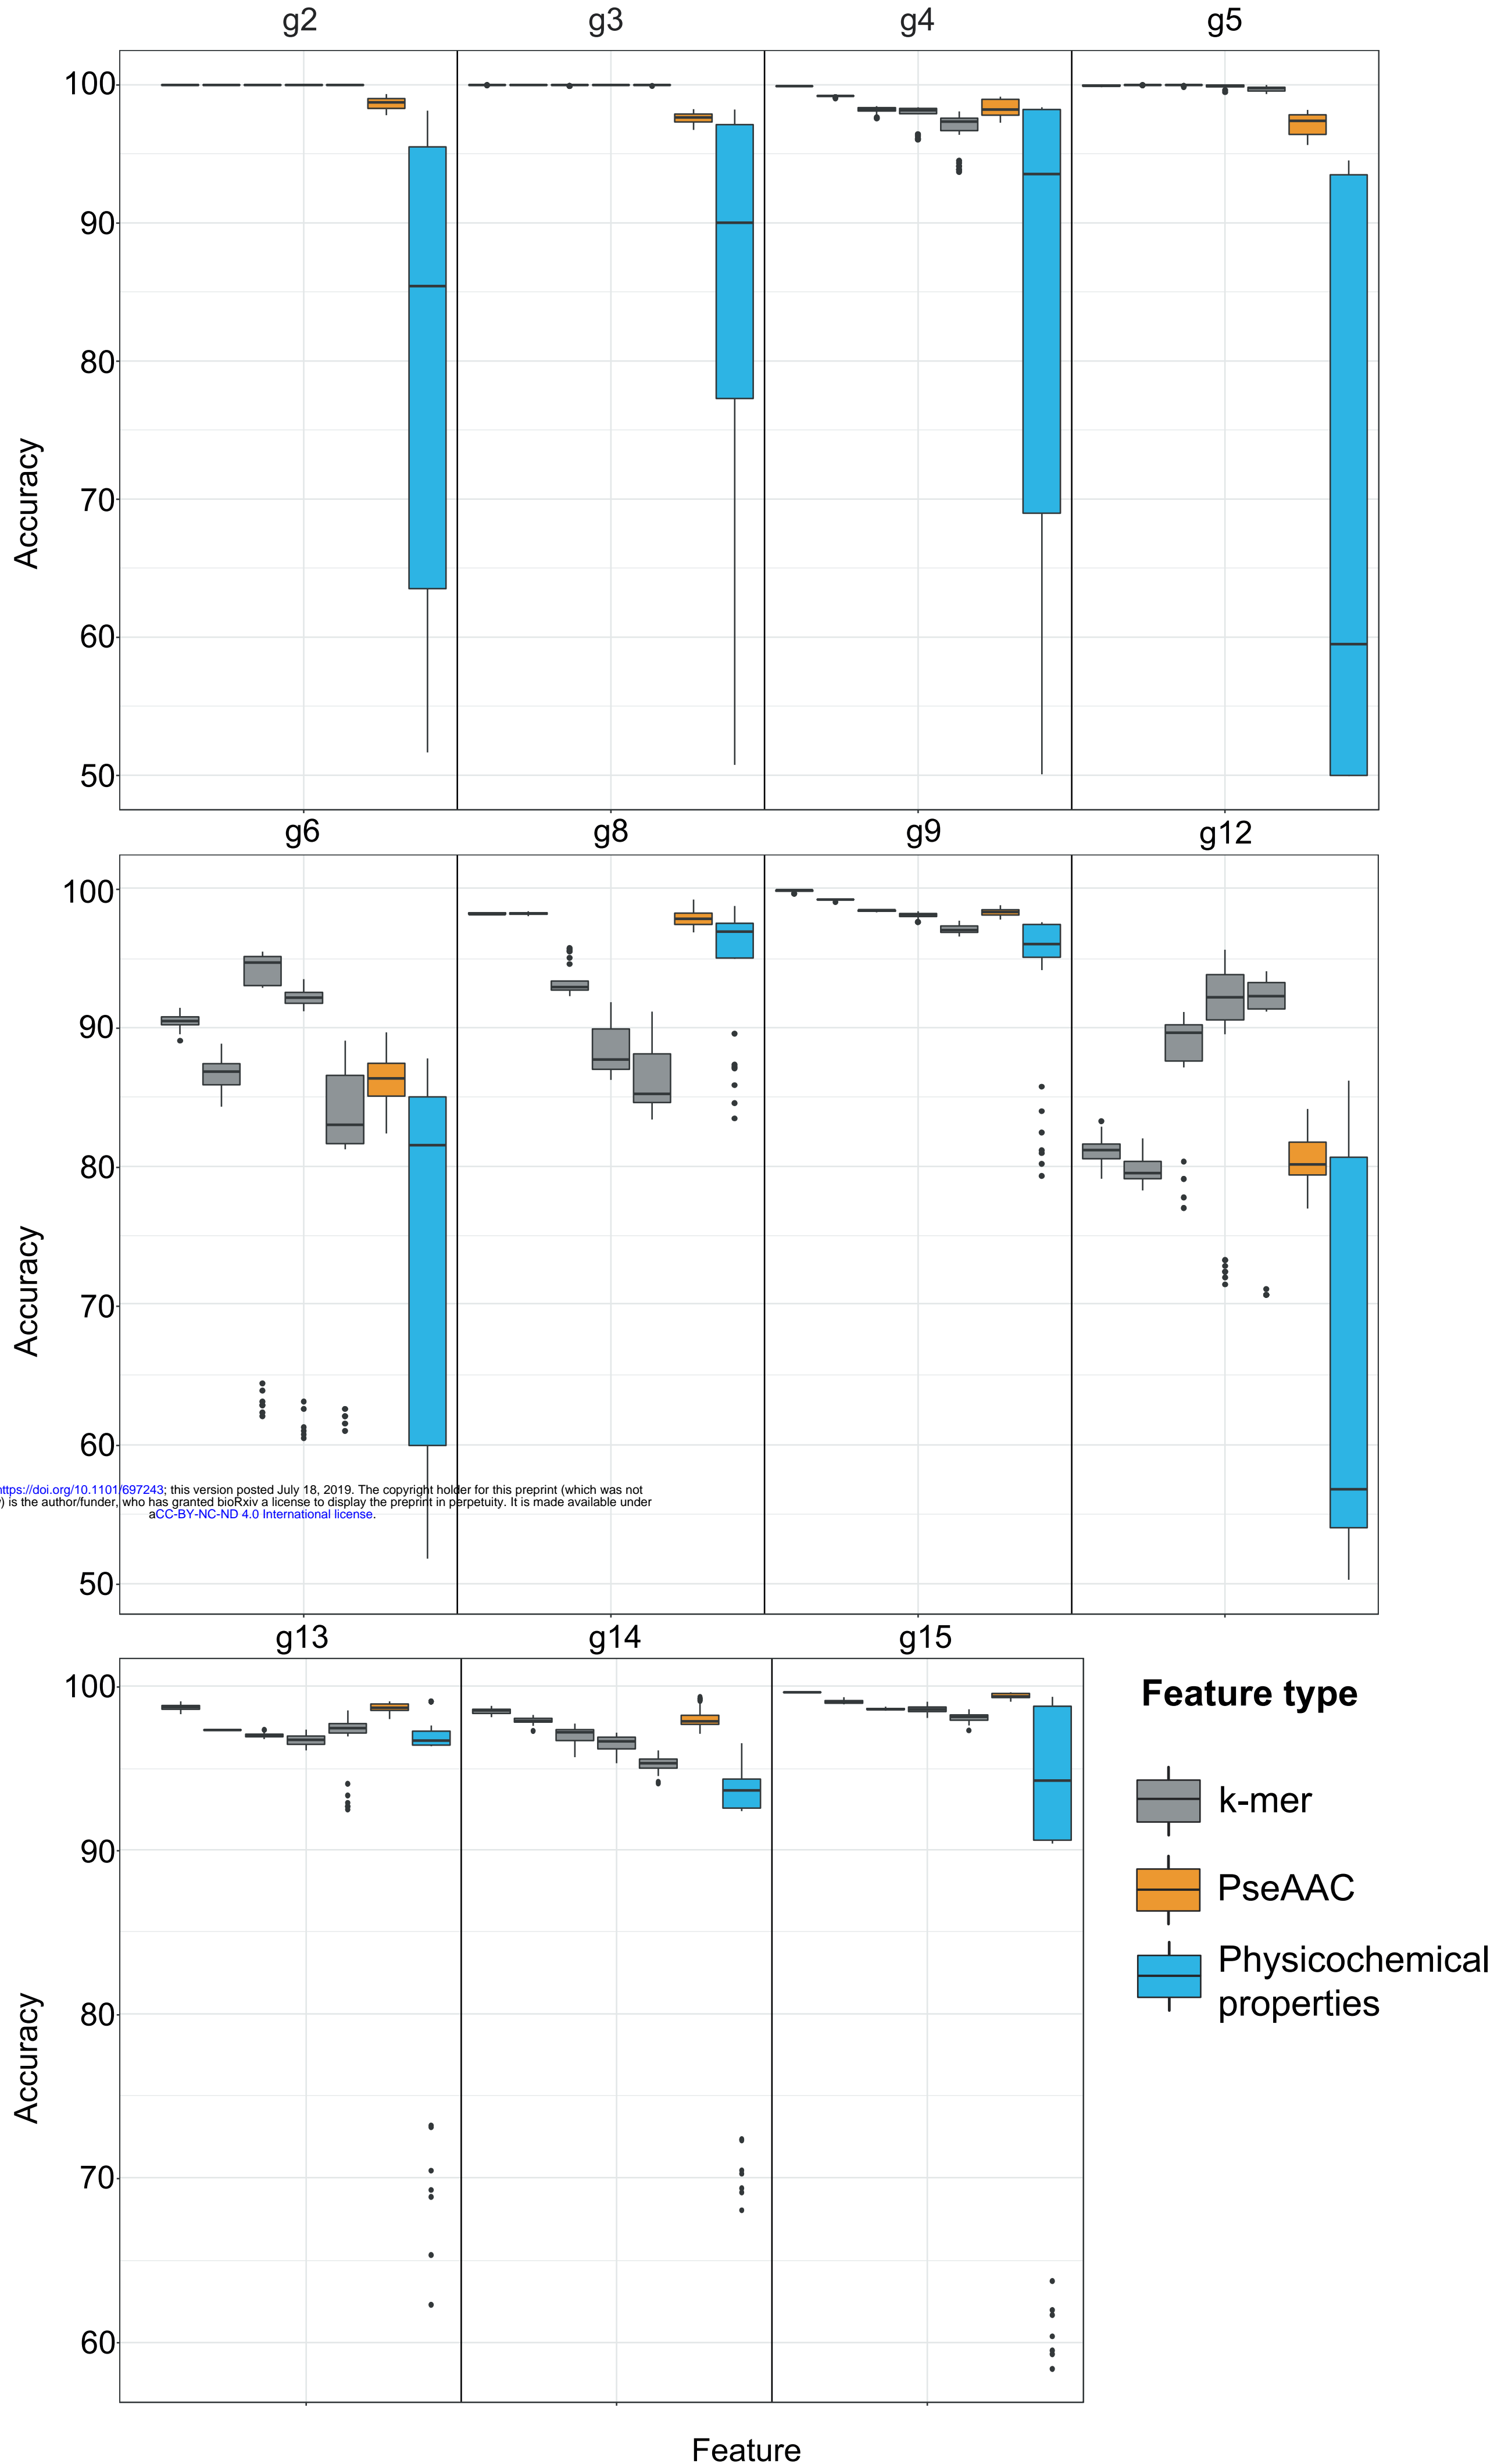 g2 g3 g4 g5
100
90
80
70
60
50
Accuracy
g6 g8 g9 g12
100
90
80
70
60
50
Accuracy
https://doi.org/10.1101/697243; this version posted July 18, 2019. The copyright holder for this preprint (which was not
) is the author/funder, who has granted bioRxiv a license to display the preprint in perpetuity. It is made available under
aCC-BY-NC-ND 4.0 International license.
g13 g14 g15
100
90
80
70
60
Accuracy
Feature
Feature type
k-mer
PseAAC
Physicochemical
properties